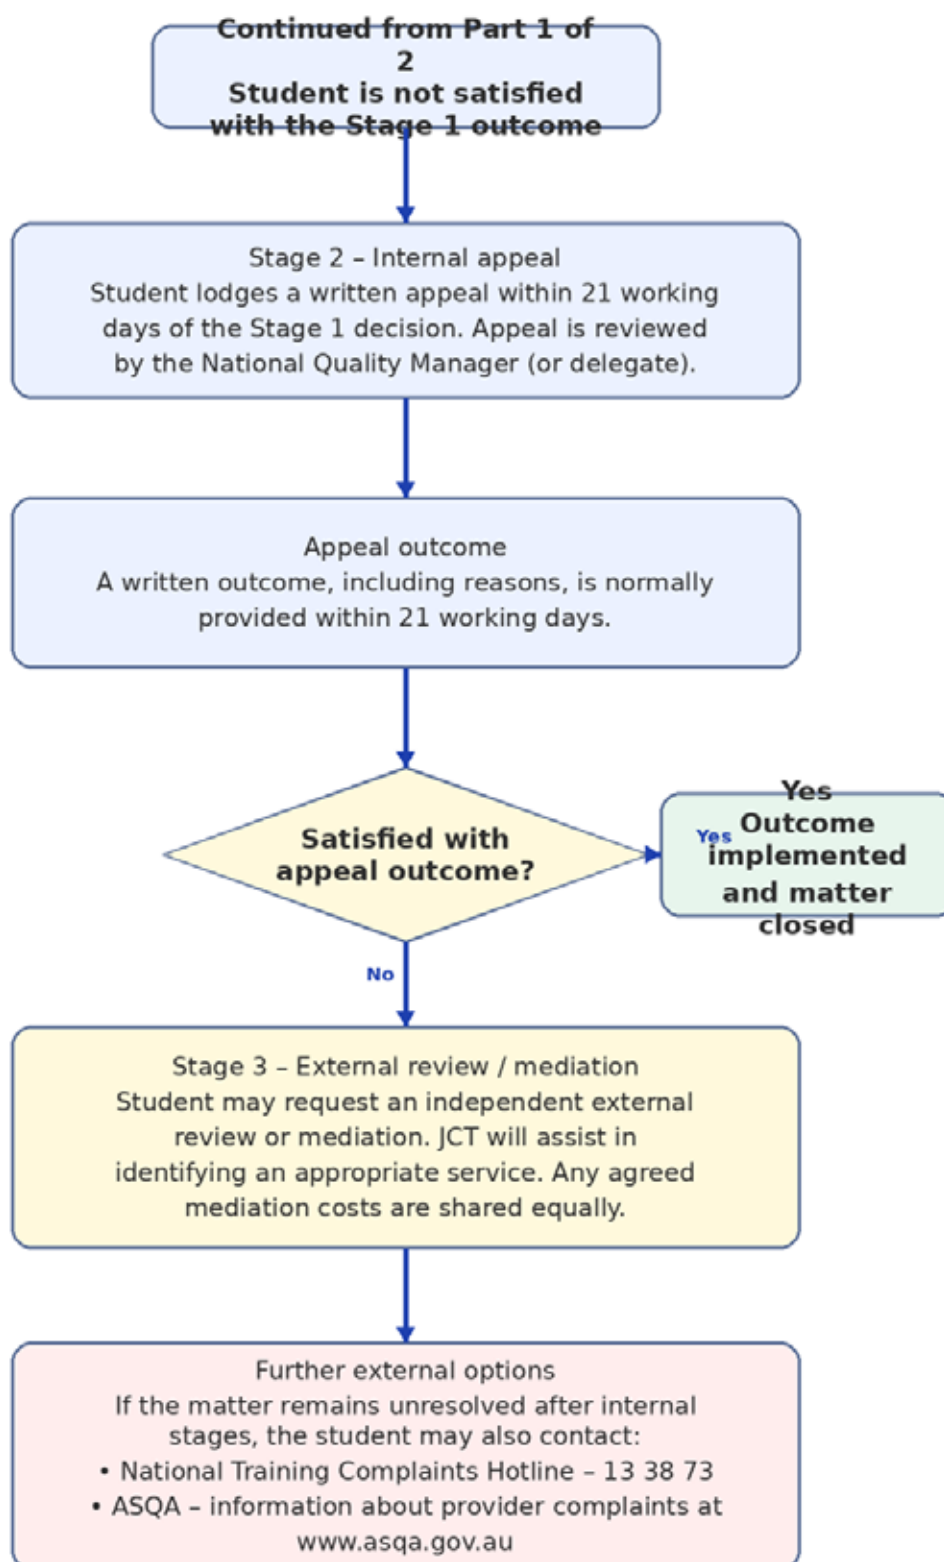 Continued from Part 1 of
2
Student is not satisfied
with the Stage 1 outcome
Stage 2 – Internal appeal
Student lodges a written appeal within 21 working
days of the Stage 1 decision. Appeal is reviewed
by the National Quality Manager (or delegate).
Appeal outcome
A written outcome, including reasons, is normally
provided within 21 working days.
Satisfied with
appeal outcome?
Yes
Yes
Outcome
implemented
and matter
closed
No
Stage 3 – External review / mediation
Student may request an independent external
review or mediation. JCT will assist in
identifying an appropriate service. Any agreed
mediation costs are shared equally.
Further external options
If the matter remains unresolved after internal
stages, the student may also contact:
• National Training Complaints Hotline – 13 38 73
• ASQA – information about provider complaints at
www.asqa.gov.au